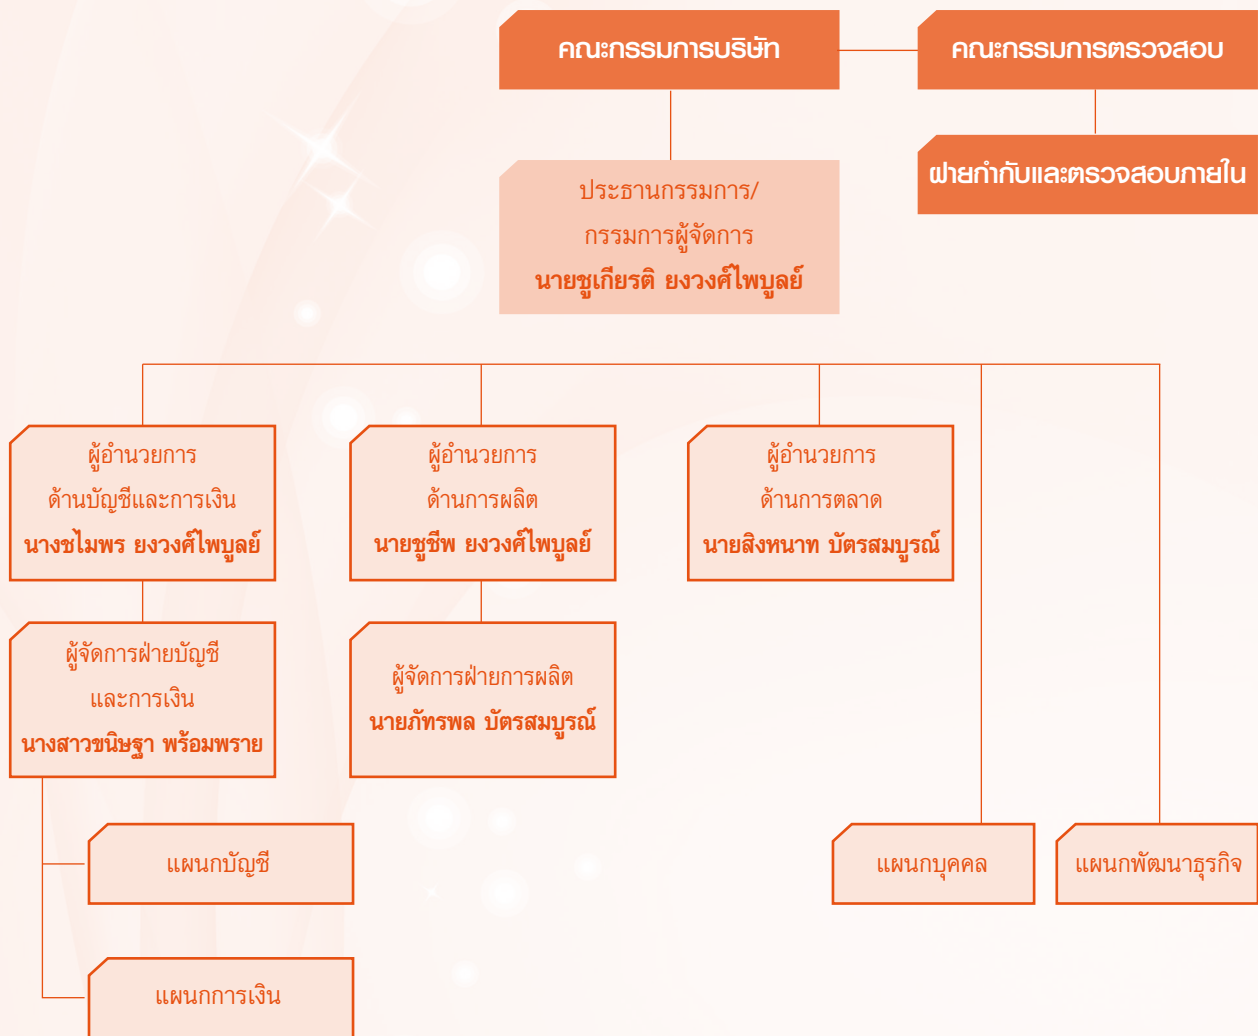 คณะกรรมการบริษัท
คณะกรรมการตรวจสอบ
ฝ่ายกำกับและตรวจสอบภายใน
ประธานกรรมการ/
กรรมการผู้จัดการ
นายชูเกียรติ ยงวงศ์ไพบูลย์
ผู้อำนวยการ
ด้านบัญชีและการเงิน
นางชไมพร ยงวงศ์ไพบูลย์
ผู้อำนวยการ
ด้านการผลิต
นายชูชีพ ยงวงศ์ไพบูลย์
ผู้อำนวยการ
ด้านการตลาด
นายสิงหนาท บัตรสมบูรณ์
ผู้จัดการฝ่ายบัญชี
และการเงิน
นางสาวขนิษฐา พร้อมพราย
ผู้จัดการฝ่ายการผลิต
นายภัทรพล บัตรสมบูรณ์
แผนกบัญชี
แผนกบุคคล
แผนกพัฒนาธุรกิจ
แผนกการเงิน